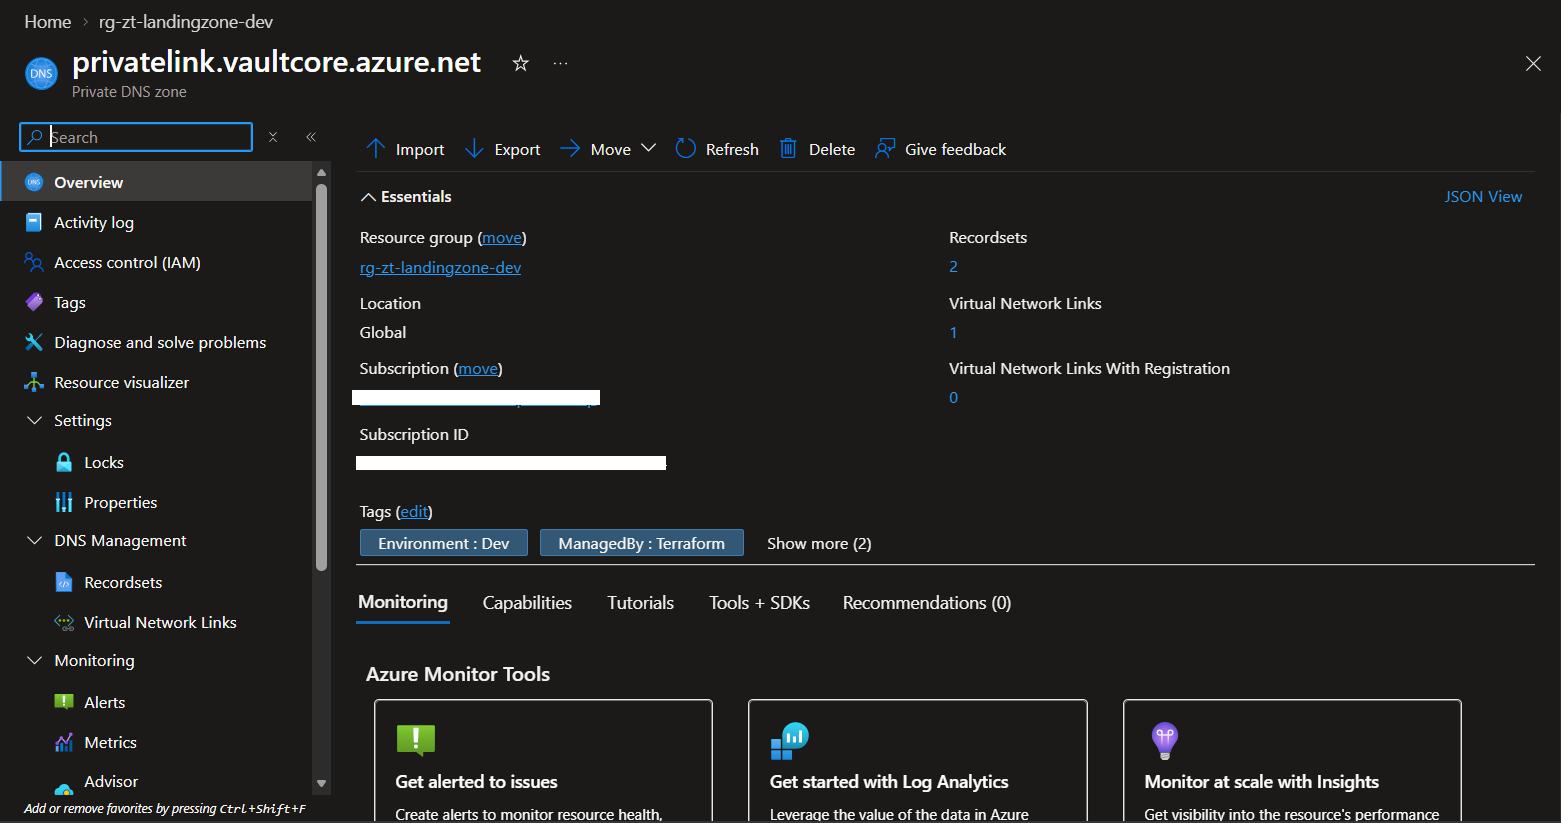 Home > rg-zt-landingzone-dev
DNS
privatelink.vaultcore.azure.net
Private DNS zone
Search
Import Export Move Refresh Delete Give feedback
Overview
Activity log
Access control (IAM)
Tags
Diagnose and solve problems
Resource visualizer
Settings
Locks
Properties
DNS Management
Recordsets
Virtual Network Links
Monitoring
Alerts
Metrics
Advisor
Add or remove favorites by pressing Ctrl+Shift+F
Essentials
JSON View
Resource group (move)
rg-zt-landingzone-dev
Location
Global
Subscription (move)
Subscription ID
Recordsets
2
Virtual Network Links
1
Virtual Network Links With Registration
0
Tags (edit)
Environment : Dev ManagedBy : Terraform Show more (2)
Monitoring Capabilities Tutorials Tools + SDKs Recommendations (0)
Azure Monitor Tools
Get alerted to issues
Create alerts to monitor resource health,
Get started with Log Analytics
Leverage the value of the data in Azure
Monitor at scale with Insights
Get visibility into the resource's performance